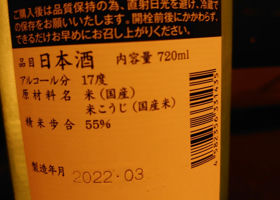 ご購入後は品質保持の為、直射日光を避け、冷蔵で
の保存をお願い致します。開栓前後にかかわらず、
できるだけお早めにお召し上がりください。
品目 日本酒 内容量 720ml
アルコール分 17度
原材料名 米(国産)
米こうじ(国産米)
精米歩合 55%
製造年月 2022.03
4582356331435